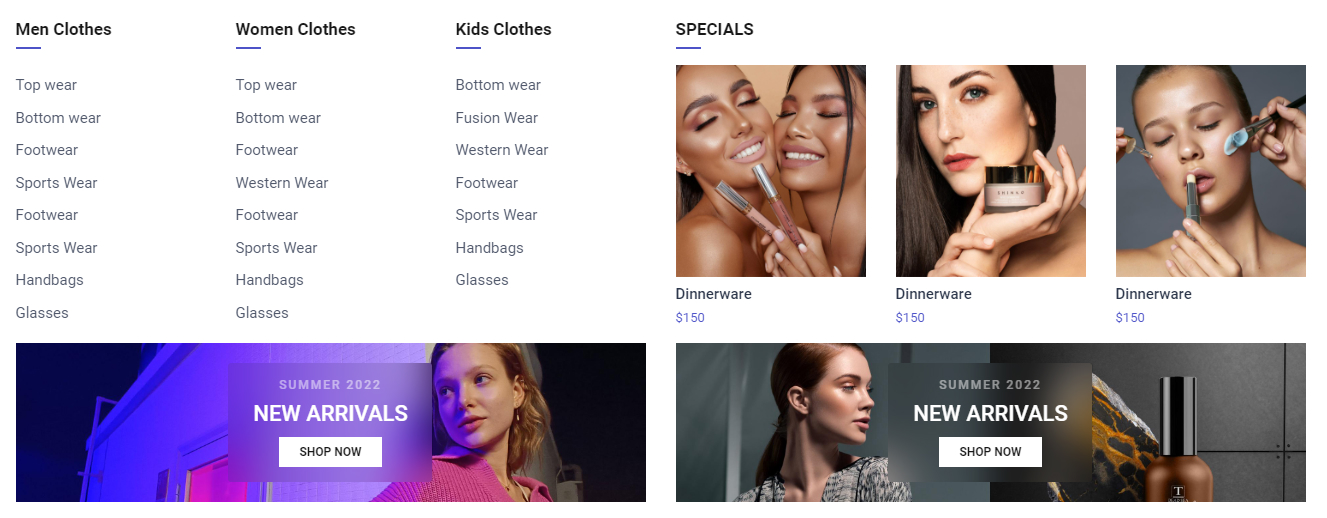 Men Clothes
Top wear
Bottom wear
Footwear
Sports Wear
Footwear
Sports Wear
Handbags
Glasses
Women Clothes
Top wear
Bottom wear
Footwear
Western Wear
Footwear
Sports Wear
Handbags
Glasses
Kids Clothes
Bottom wear
Fusion Wear
Western Wear
Footwear
Sports Wear
Handbags
Glasses
SPECIALS
Dinnerware
$150
Dinnerware
$150
Dinnerware
$150
SUMMER 2022
NEW ARRIVALS
SHOP NOW
SUMMER 2022
NEW ARRIVALS
SHOP NOW
T